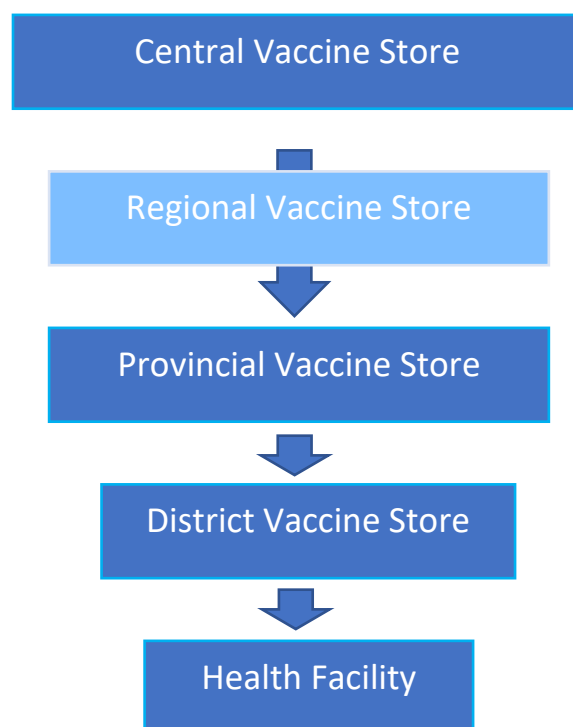 Central Vaccine Store
Regional Vaccine Store
Provincial Vaccine Store
District Vaccine Store
Health Facility